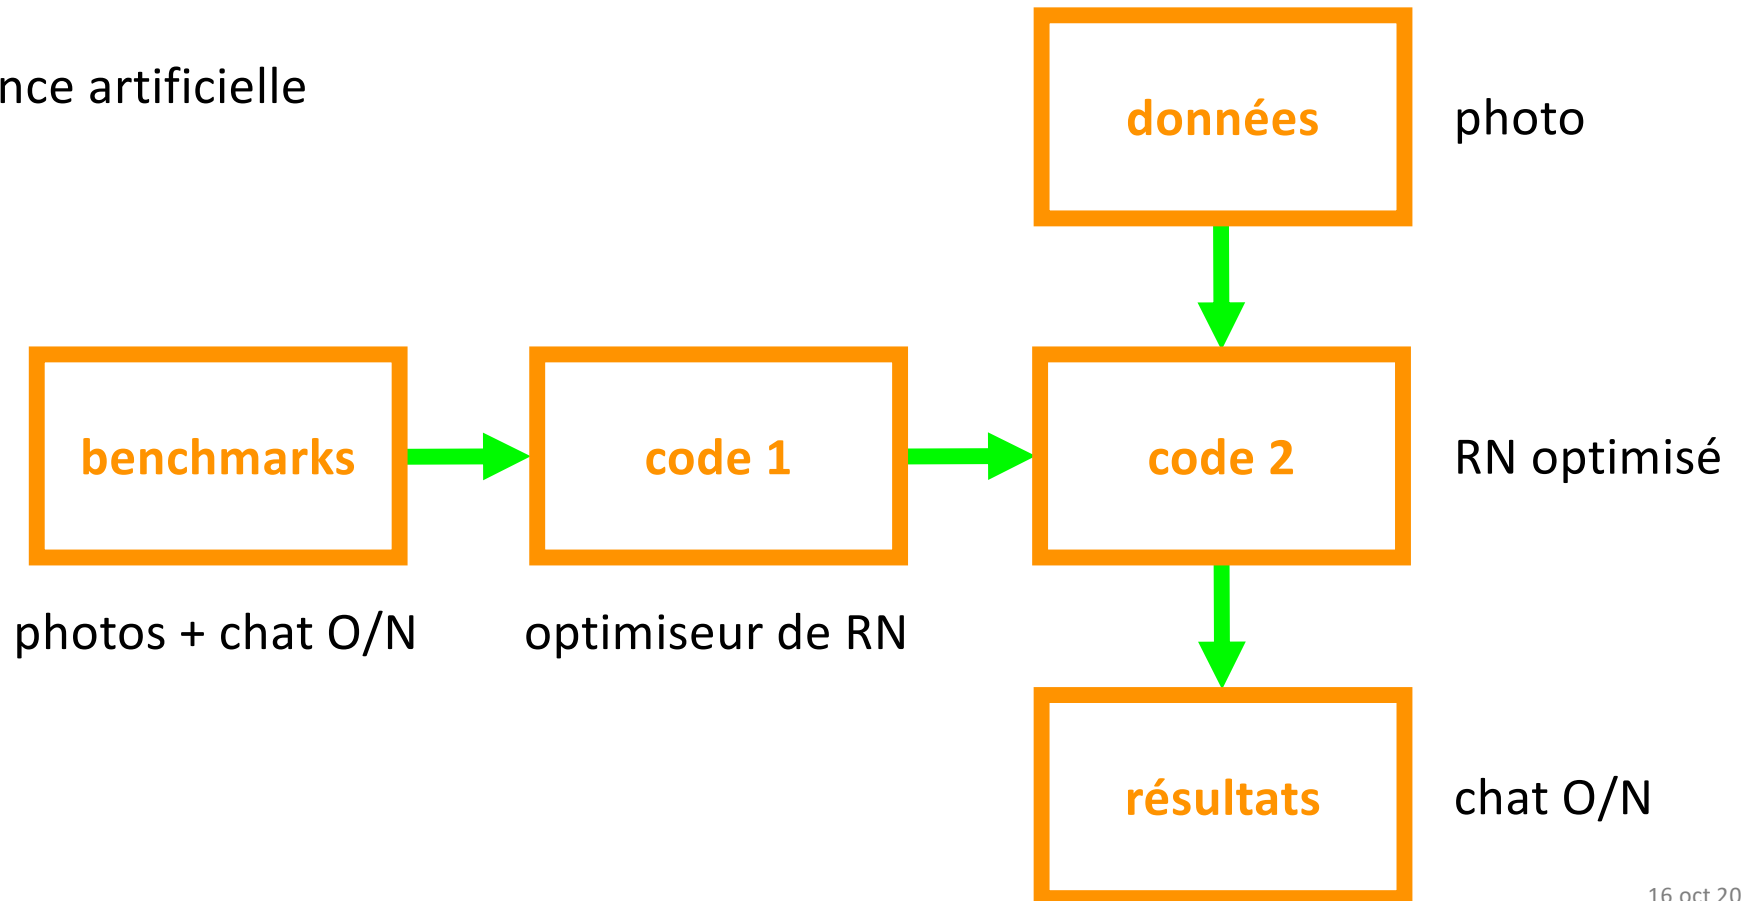 nce artificielle
données
photo
benchmarks
code 1
code 2
RN optimisé
photos + chat O/N
optimiseur de RN
résultats
chat O/N
16 oct 20